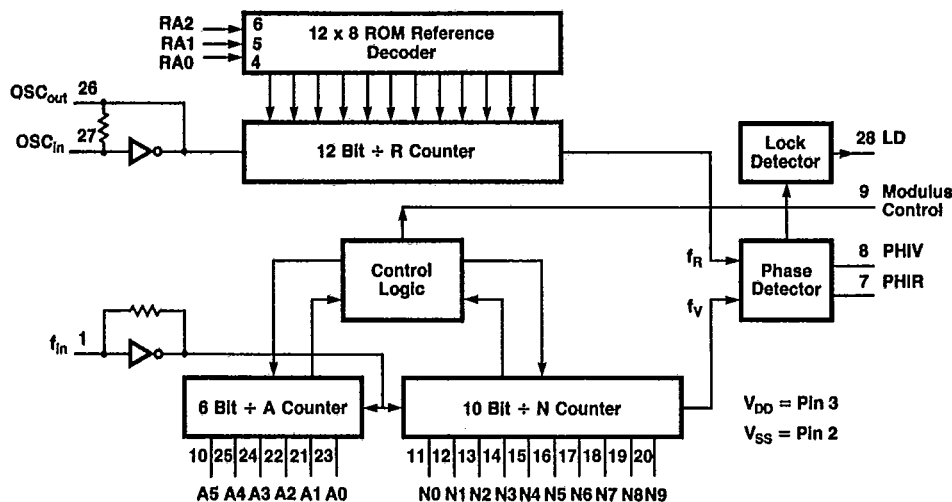 RA2 6
RA1 5
RA0 4
12 x 8 ROM Reference
Decoder
OSCout 26
OSCin 27
12 Bit ÷ R Counter
Lock
Detector
28 LD
9 Modulus
Control
Control
Logic
fR
fV
Phase
Detector
8 PHIV
7 PHIR
fin 1
6 Bit ÷ A Counter
10 Bit ÷ N Counter
VDD = Pin 3
VSS = Pin 2
10 25 24 22 21 23
11 12 13 14 15 16 17 18 19 20
A5 A4 A3 A2 A1 A0
N0 N1 N2 N3 N4 N5 N6 N7 N8 N9